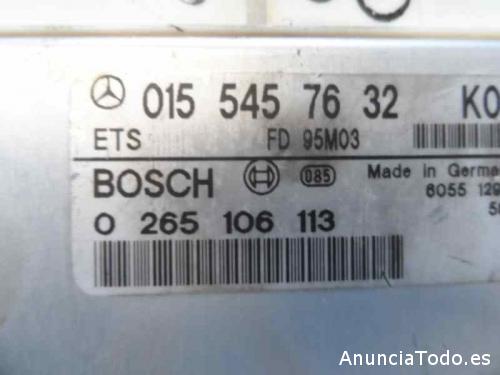 015 545 76 32 KO
ETS FD 95M03
BOSCH 085 Made in Germa
6055 129
0 265 106 113
AnunciaTodo.es